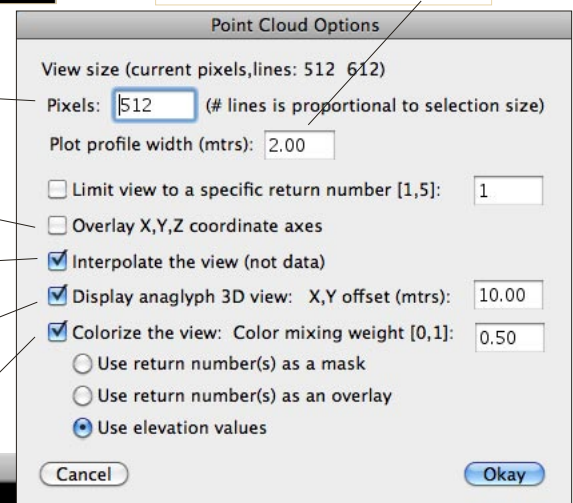 Point Cloud Options
View size (current pixels,lines: 512 612)
Pixels: 512 (# lines is proportional to selection size)
Plot profile width (mtrs): 2.00
Limit view to a specific return number [1,5]: 1
Overlay X,Y,Z coordinate axes
Interpolate the view (not data)
Display anaglyph 3D view: X,Y offset (mtrs): 10.00
Colorize the view: Color mixing weight [0,1]: 0.50
Use return number(s) as a mask
Use return number(s) as an overlay
Use elevation values
Cancel Okay